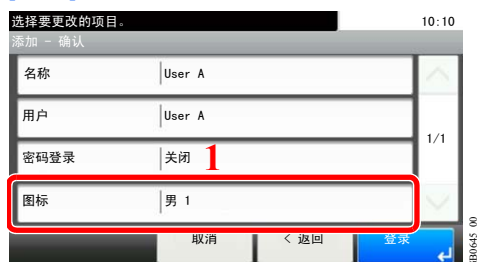 选择要更改的项目。 10:10
添加 - 确认
名称 User A
用户 User A
1/1
密码登录 关闭 1
图标 男 1
取消 < 返回 登录